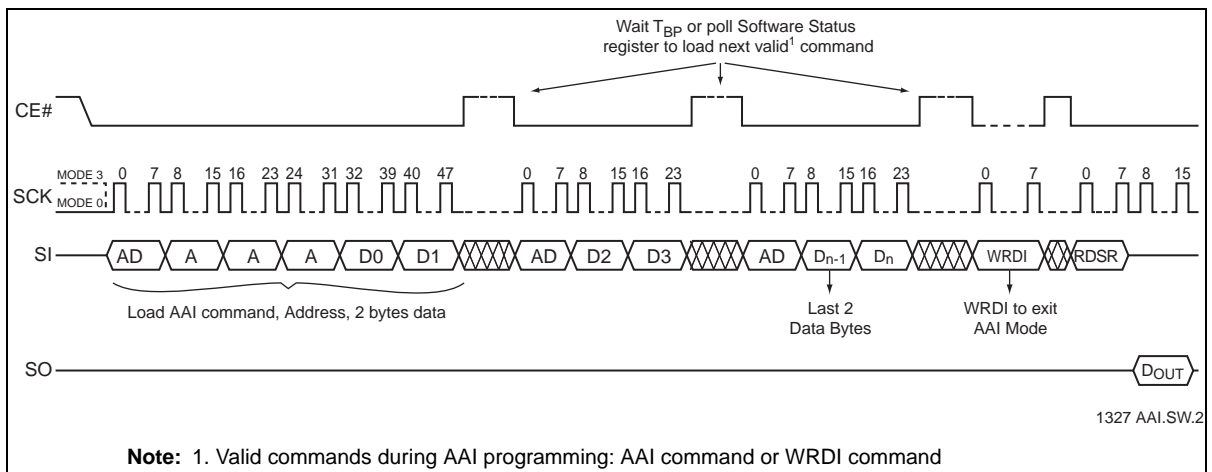 Wait TBP or poll Software Status
register to load next valid1 command
CE#
MODE 3 0 7 8 15 16 23 24 31 32 39 40 47 0 7 8 15 16 23 0 7 8 15 16 23 0 7 0 7 8 15
SCK
MODE 0
SI AD A A A D0 D1 AD D2 D3 AD Dn-1 Dn WRDI RDSR
Load AAI command, Address, 2 bytes data
Last 2
Data Bytes
WRDI to exit
AAI Mode
SO
DOUT
1327 AAI.SW.2
Note: 1. Valid commands during AAI programming: AAI command or WRDI command